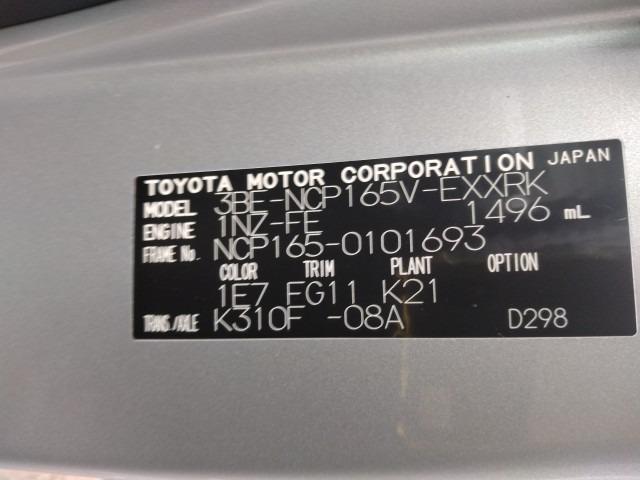 TOYOTA MOTOR CORPORATION JAPAN
MODEL 3BE-NCP165V-EXXRK
ENGINE 1NZ-FE 1496 mL
FRAME No. NCP165-0101693
COLOR TRIM PLANT OPTION
1E7 FG11 K21
TRANS./AXLE K310F -08A D298